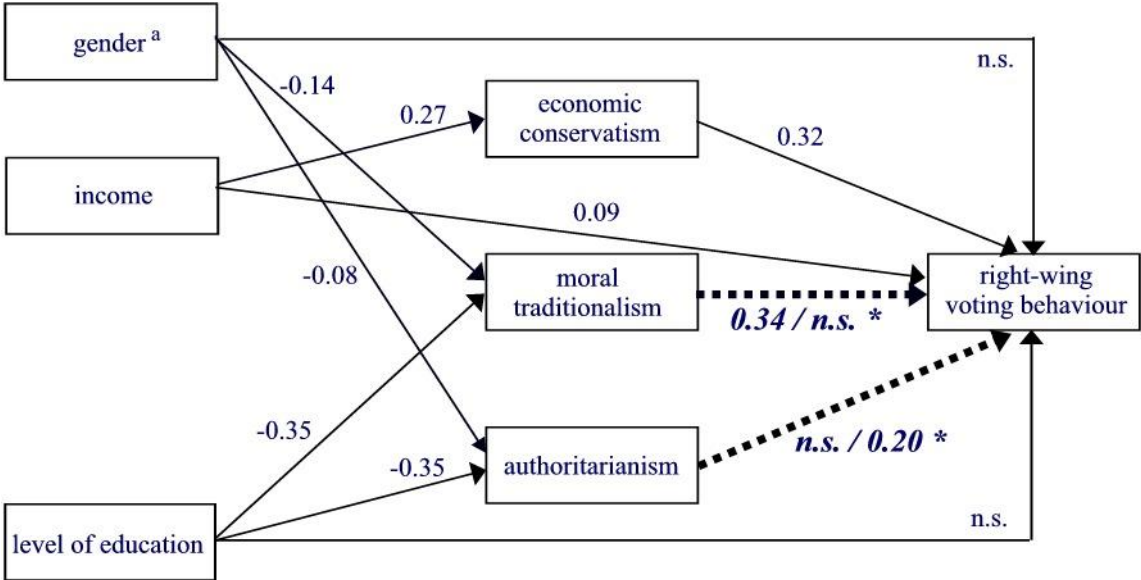 gender a
n.s.
-0.14
economic
conservatism
0.27
0.32
income
0.09
-0.08
moral
traditionalism
right-wing
voting behaviour
0.34 / n.s. *
-0.35
n.s. / 0.20 *
-0.35
authoritarianism
n.s.
level of education